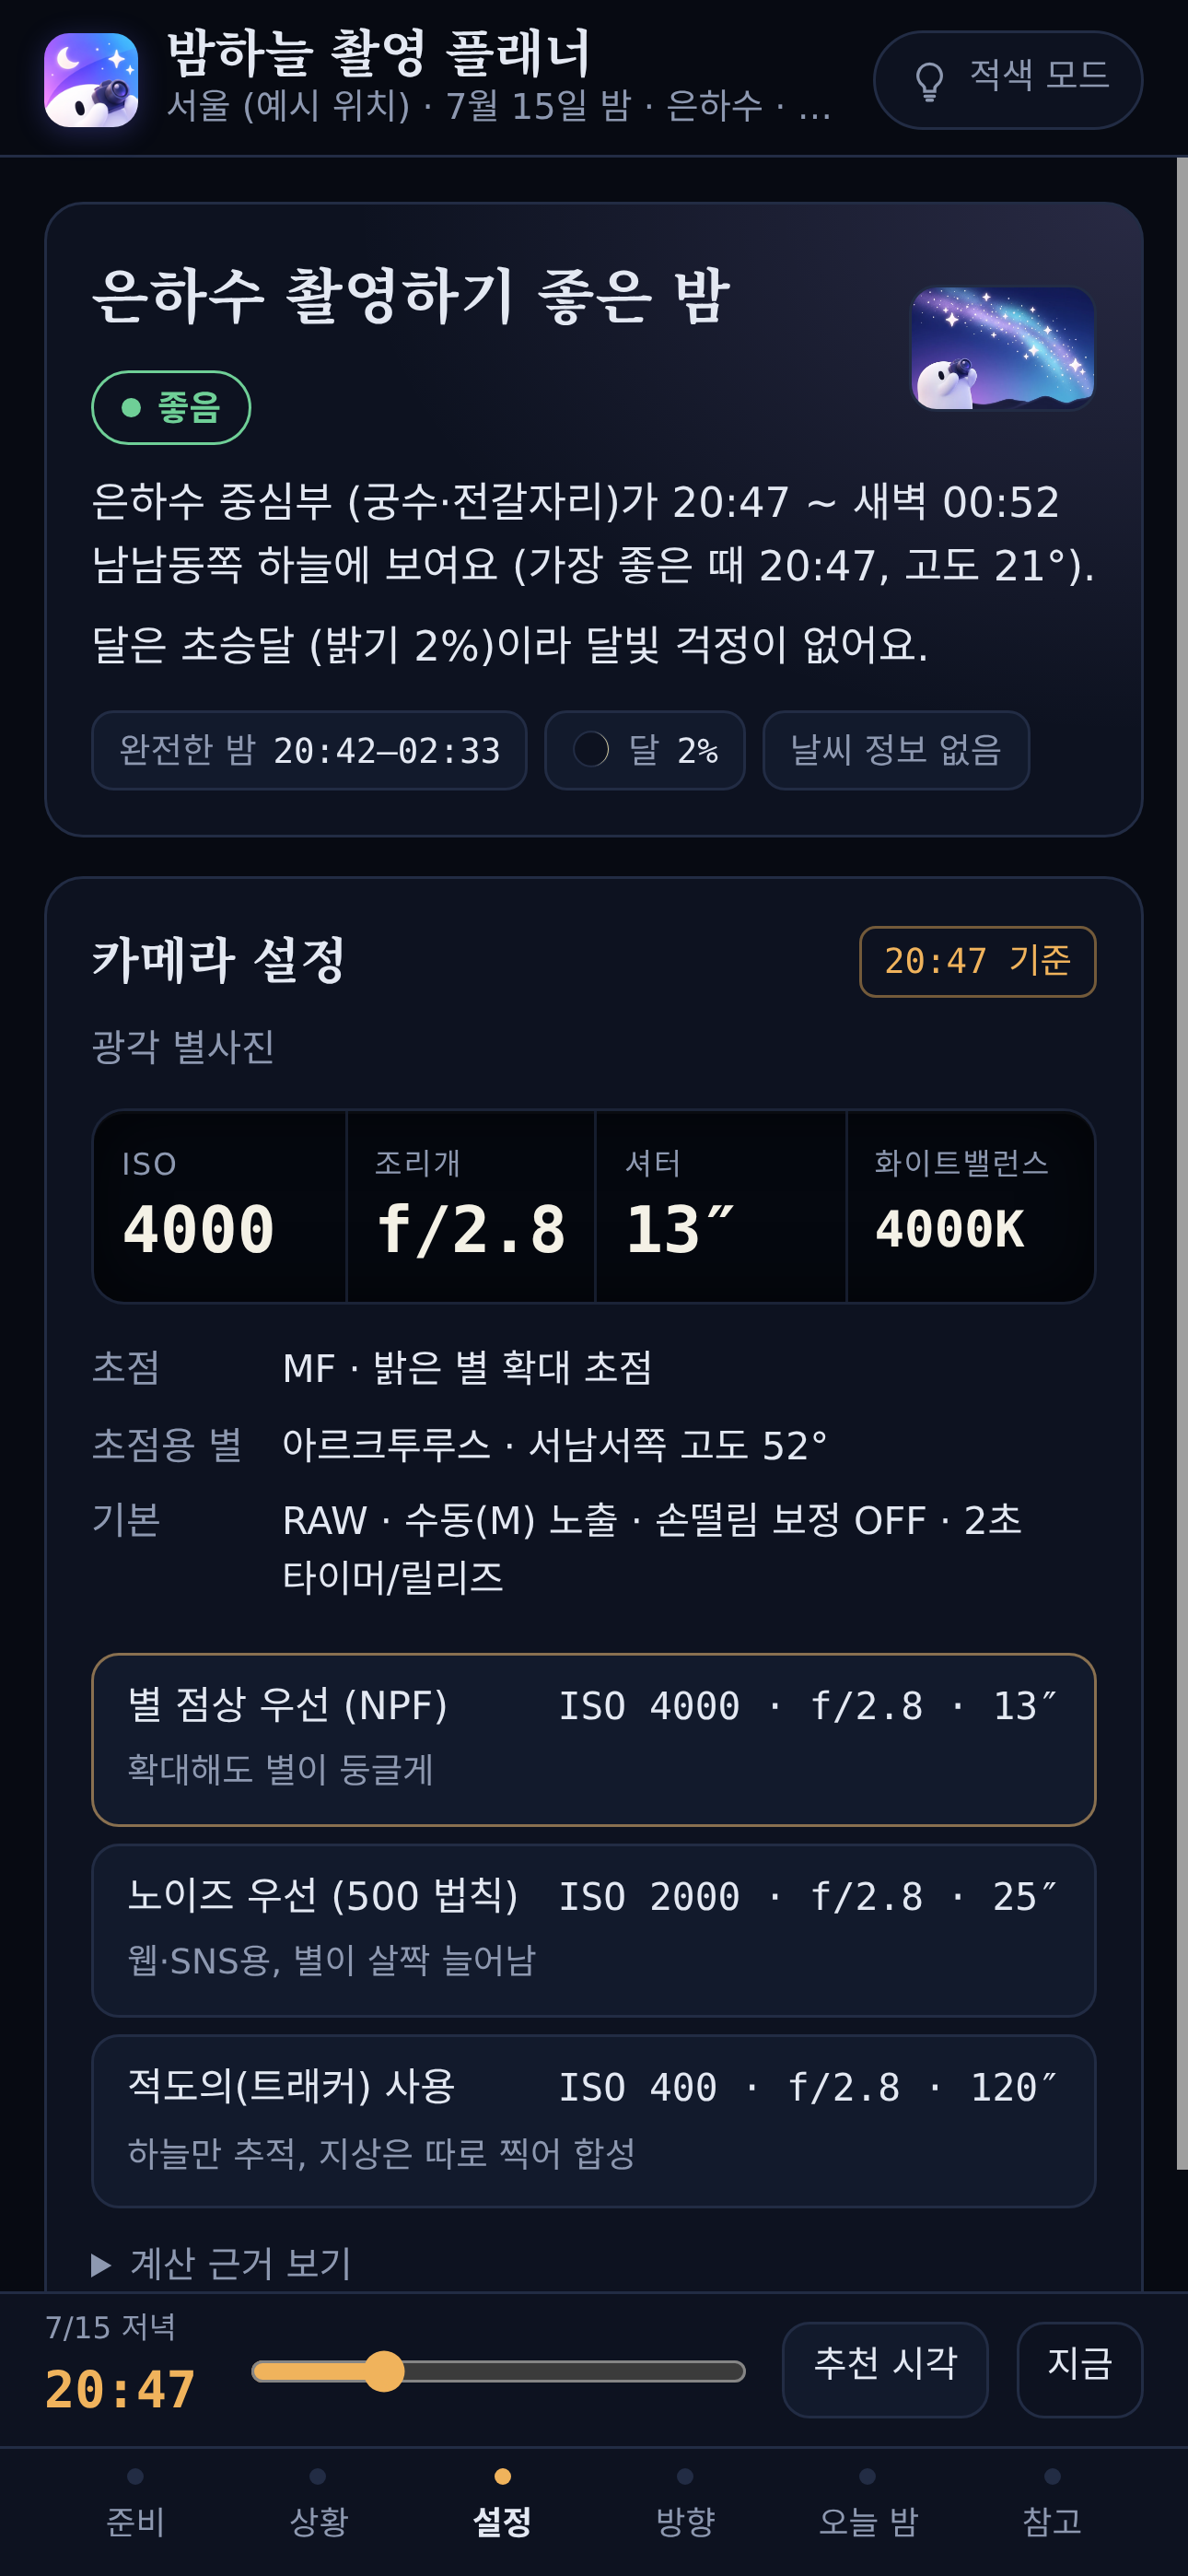 밤하늘 촬영 플래너
서울 (예시 위치) · 7월 15일 밤 · 은하수 · ...
적색 모드
은하수 촬영하기 좋은 밤
좋음
은하수 중심부 (궁수·전갈자리)가 20:47 ~ 새벽 00:52
남남동쪽 하늘에 보여요 (가장 좋은 때 20:47, 고도 21°).
달은 초승달 (밝기 2%)이라 달빛 걱정이 없어요.
완전한 밤 20:42—02:33
달 2%
날씨 정보 없음
카메라 설정
20:47 기준
광각 별사진
ISO
4000
조리개
f/2.8
셔터
13″
화이트밸런스
4000K
초점 MF · 밝은 별 확대 초점
초점용 별 아르크투루스 · 서남서쪽 고도 52°
기본 RAW · 수동(M) 노출 · 손떨림 보정 OFF · 2초
타이머/릴리즈
별 점상 우선 (NPF) ISO 4000 · f/2.8 · 13″
확대해도 별이 둥글게
노이즈 우선 (500 법칙) ISO 2000 · f/2.8 · 25″
웹·SNS용, 별이 살짝 늘어남
적도의(트래커) 사용 ISO 400 · f/2.8 · 120″
하늘만 추적, 지상은 따로 찍어 합성
▶ 계산 근거 보기
7/15 저녁
20:47
추천 시각
지금
준비
상황
설정
방향
오늘 밤
참고